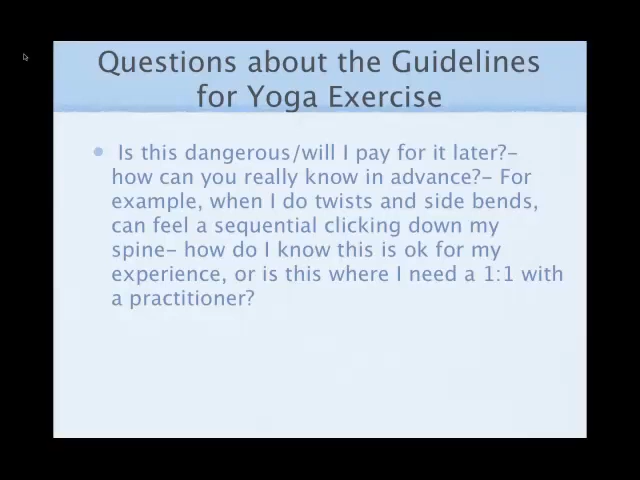 Questions about the Guidelines
for Yoga Exercise
Is this dangerous/will I pay for it later?–
how can you really know in advance?– For
example, when I do twists and side bends,
can feel a sequential clicking down my
spine– how do I know this is ok for my
experience, or is this where I need a 1:1 with
a practitioner?